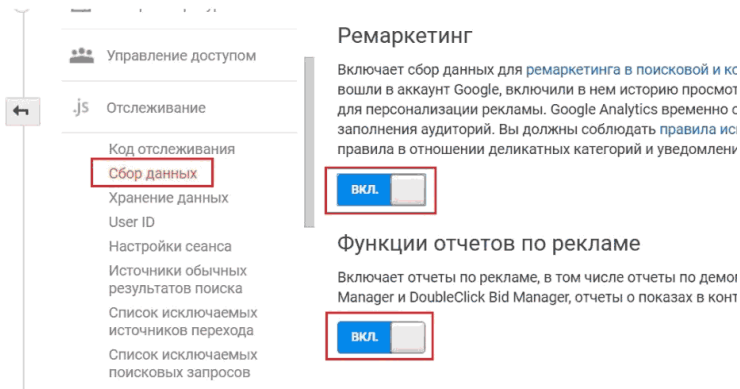 Управление доступом
.js Отслеживание
Код отслеживания
Сбор данных
Хранение данных
User ID
Настройки сеанса
Источники обычных
результатов поиска
Список исключаемых
источников перехода
Список исключаемых
поисковых запросов
Ремаркетинг
Включает сбор данных для ремаркетинга в поисковой и ко
вошли в аккаунт Google, включили в нем историю просмот
для персонализации рекламы. Google Analytics временно
заполнения аудиторий. Вы должны соблюдать правила ис
правила в отношении деликатных категорий и уведомлени
ВКЛ.
Функции отчетов по рекламе
Включает отчеты по рекламе, в том числе отчеты по демо
Manager и DoubleClick Bid Manager, отчеты о показах в конт
ВКЛ.